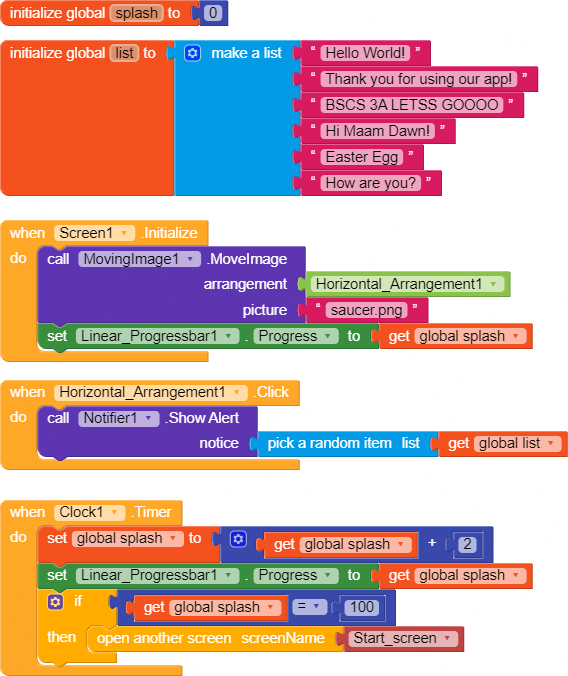 initialize global splash to 0
initialize global list to make a list " Hello World! "
" Thank you for using our app! "
" BSCS 3A LETSS GOOOO "
" Hi Maam Dawn! "
" Easter Egg "
" How are you? "
when Screen1 .Initialize
do call MovingImage1 .MoveImage
arrangement Horizontal_Arrangement1
picture " saucer.png "
set Linear_Progressbar1 . Progress to get global splash
when Horizontal_Arrangement1 .Click
do call Notifier1 .Show Alert
notice pick a random item list get global list
when Clock1 .Timer
do set global splash to get global splash + 2
set Linear_Progressbar1 . Progress to get global splash
if get global splash = 100
then open another screen screenName Start_screen